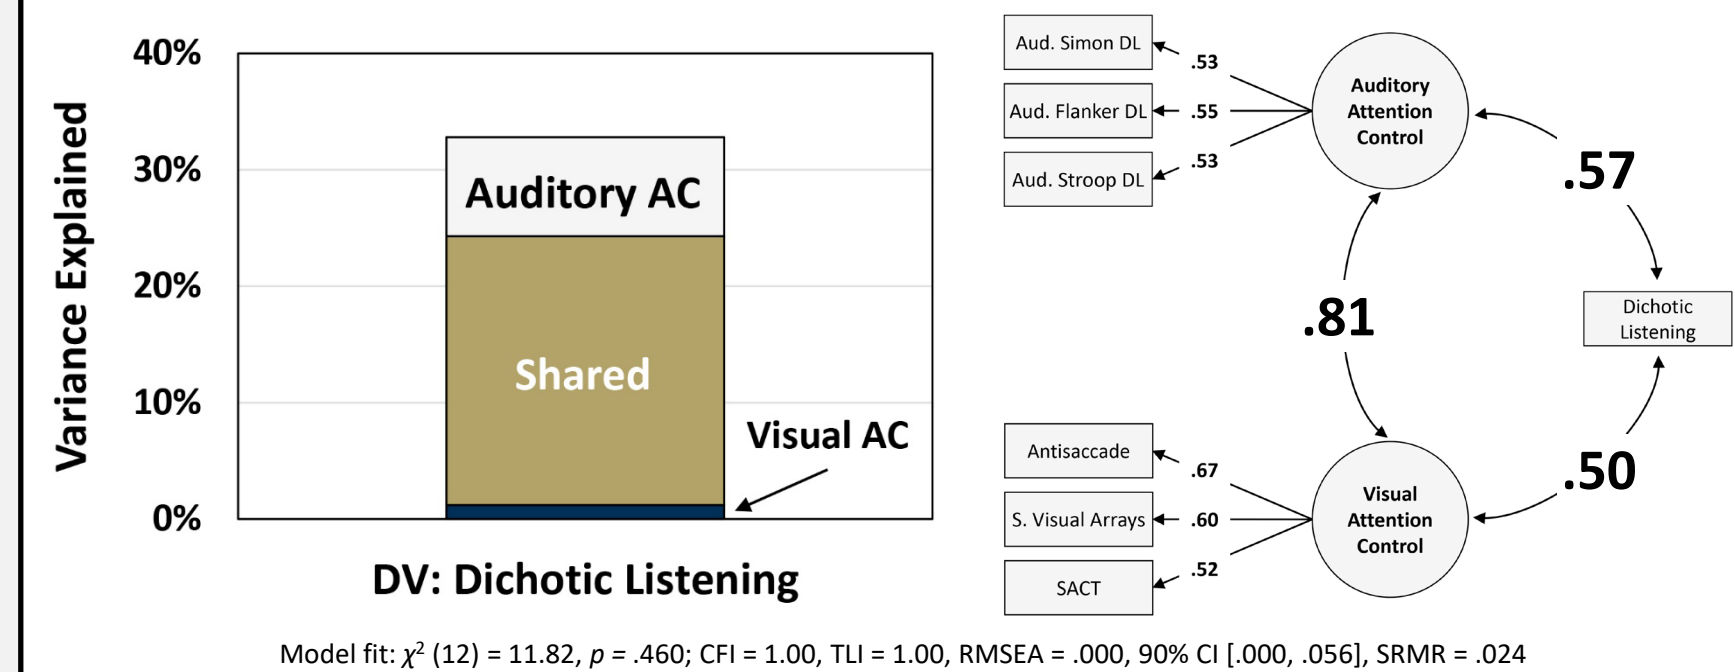 Variance Explained
40%
30%
20%
10%
0%
Auditory AC
Shared
Visual AC
DV: Dichotic Listening
Aud. Simon DL
Aud. Flanker DL
Aud. Stroop DL
.53
.55
.53
Auditory
Attention
Control
.57
.81
Dichotic
Listening
.50
Antisaccade
S. Visual Arrays
SACT
.67
.60
.52
Visual
Attention
Control
Model fit: χ² (12) = 11.82, p = .460; CFI = 1.00, TLI = 1.00, RMSEA = .000, 90% CI [.000, .056], SRMR = .024